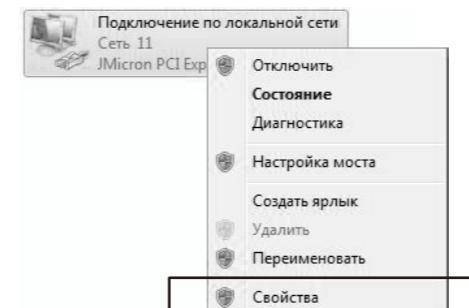 Подключение по локальной сети
Сеть 11
JMicron PCI Exp
Отключить
Состояние
Диагностика
Настройка моста
Создать ярлык
Удалить
Переименовать
Свойства